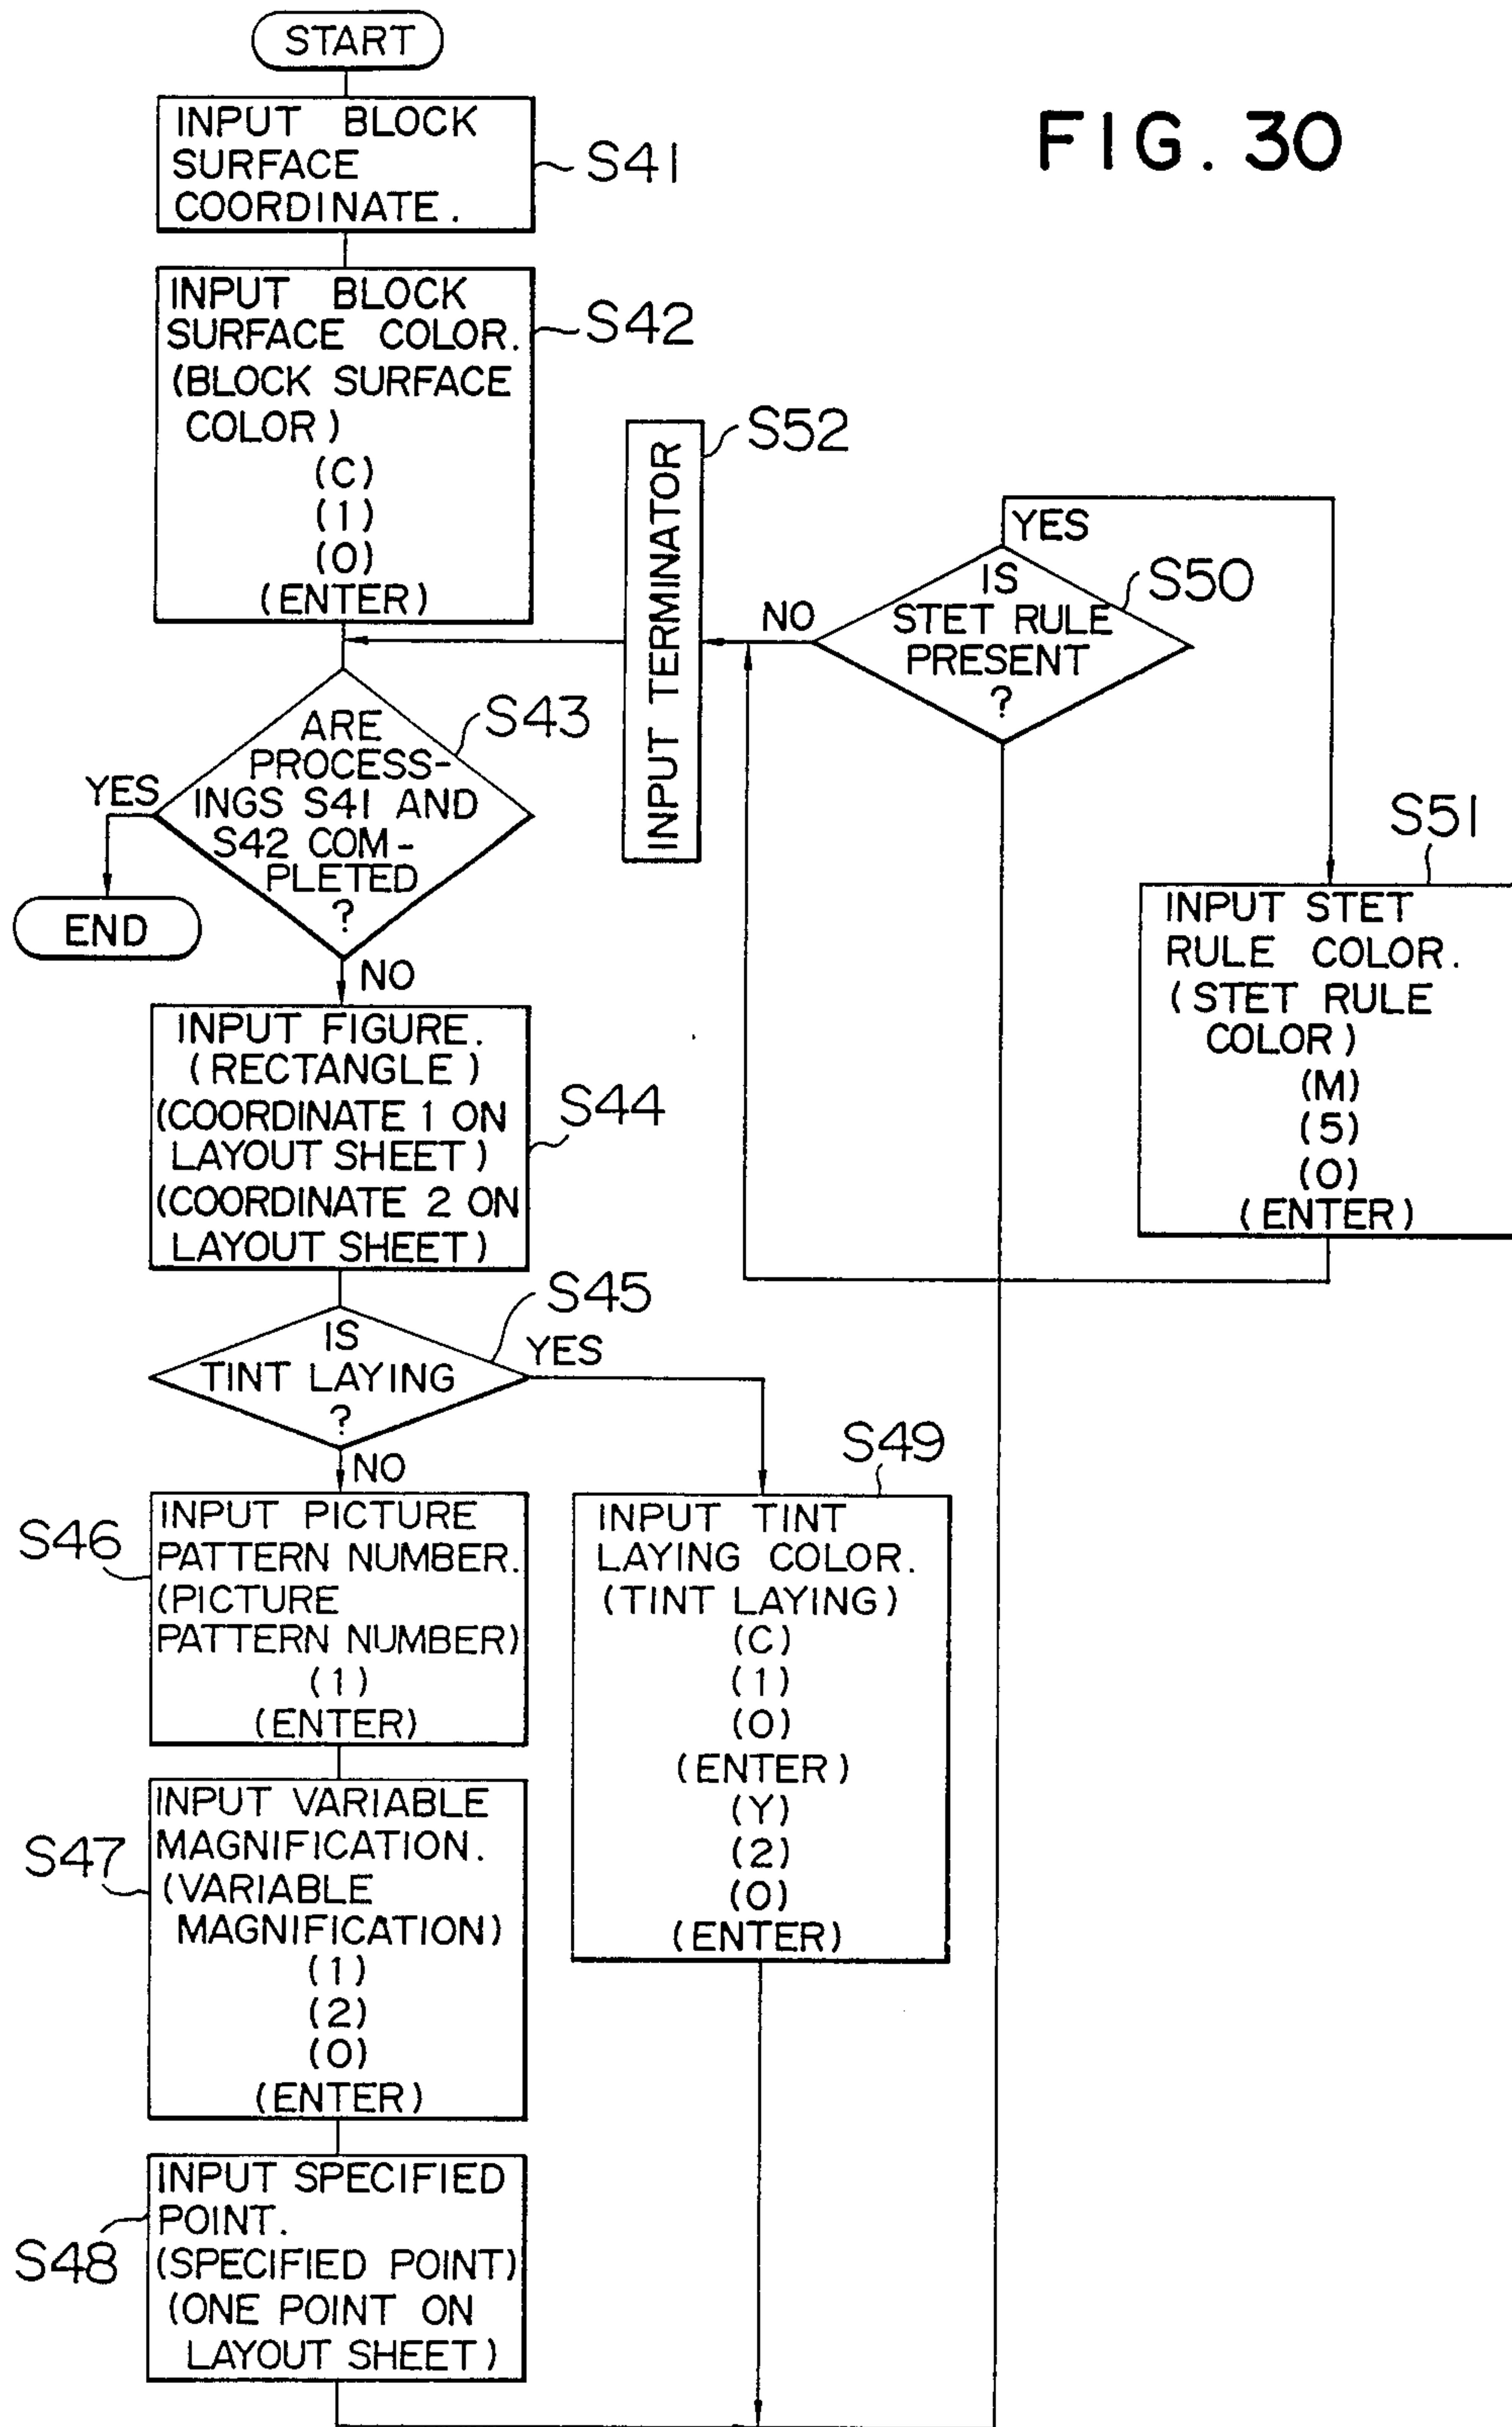 FIG. 30
START
INPUT BLOCK
SURFACE
COORDINATE.
S41
INPUT BLOCK
SURFACE COLOR.
(BLOCK SURFACE
COLOR)
(C)
(1)
(0)
(ENTER)
S42
ARE
PROCESS-
INGS S41 AND
S42 COM-
PLETED
?
S43
YES
END
NO
INPUT FIGURE.
(RECTANGLE)
(COORDINATE 1 ON
LAYOUT SHEET)
(COORDINATE 2 ON
LAYOUT SHEET)
S44
IS
TINT LAYING
?
S45
YES
NO
INPUT PICTURE
PATTERN NUMBER.
(PICTURE
PATTERN NUMBER)
(1)
(ENTER)
S46
INPUT VARIABLE
MAGNIFICATION.
(VARIABLE
MAGNIFICATION)
(1)
(2)
(0)
(ENTER)
S47
INPUT SPECIFIED
POINT.
(SPECIFIED POINT)
(ONE POINT ON
LAYOUT SHEET)
S48
S49
INPUT TINT
LAYING COLOR.
(TINT LAYING)
(C)
(1)
(0)
(ENTER)
(Y)
(2)
(0)
(ENTER)
IS
STET RULE
PRESENT
?
S50
YES
NO
S51
INPUT STET
RULE COLOR.
(STET RULE
COLOR)
(M)
(5)
(0)
(ENTER)
S52
INPUT TERMINATOR